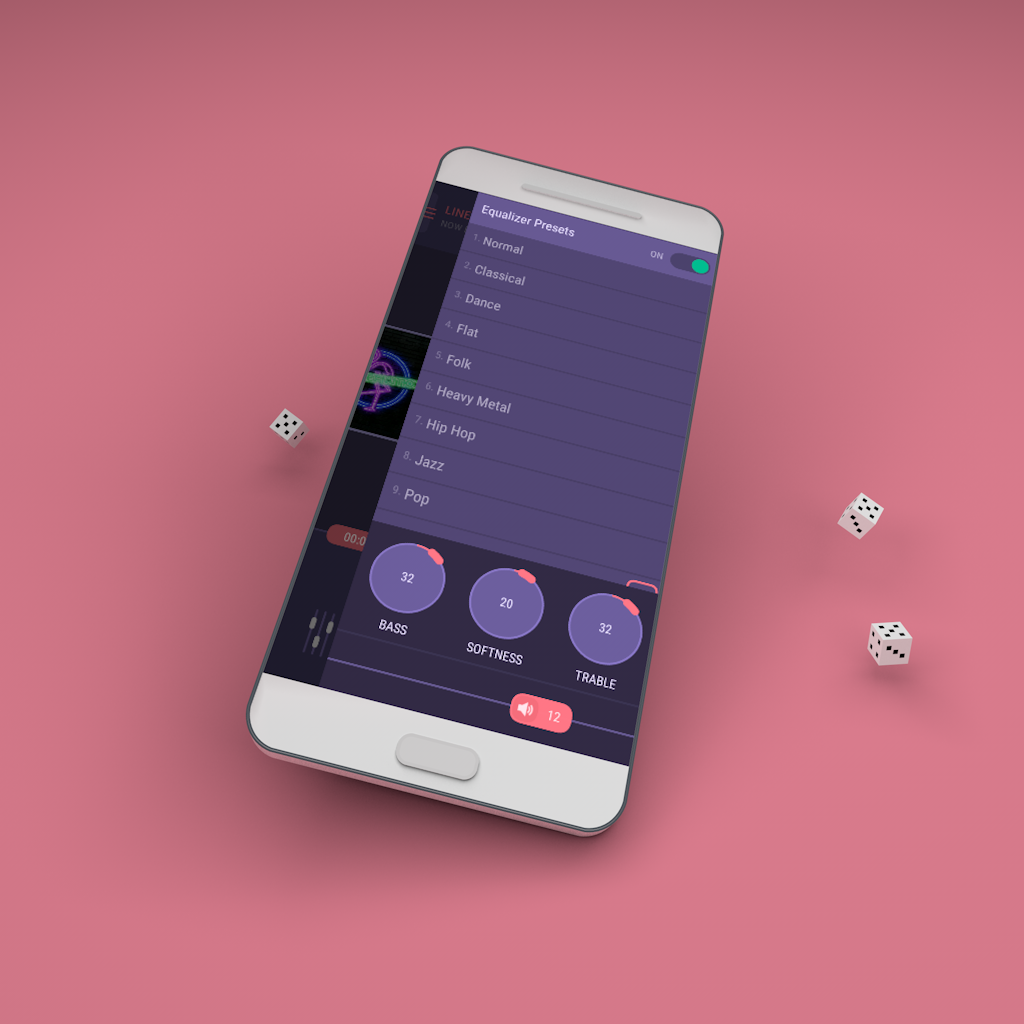 LINE
NOW
Equalizer Presets
ON
1. Normal
2. Classical
3. Dance
4. Flat
5. Folk
6. Heavy Metal
7. Hip Hop
8. Jazz
9. Pop
00:0
32
20
32
BASS
SOFTNESS
TRABLE
12